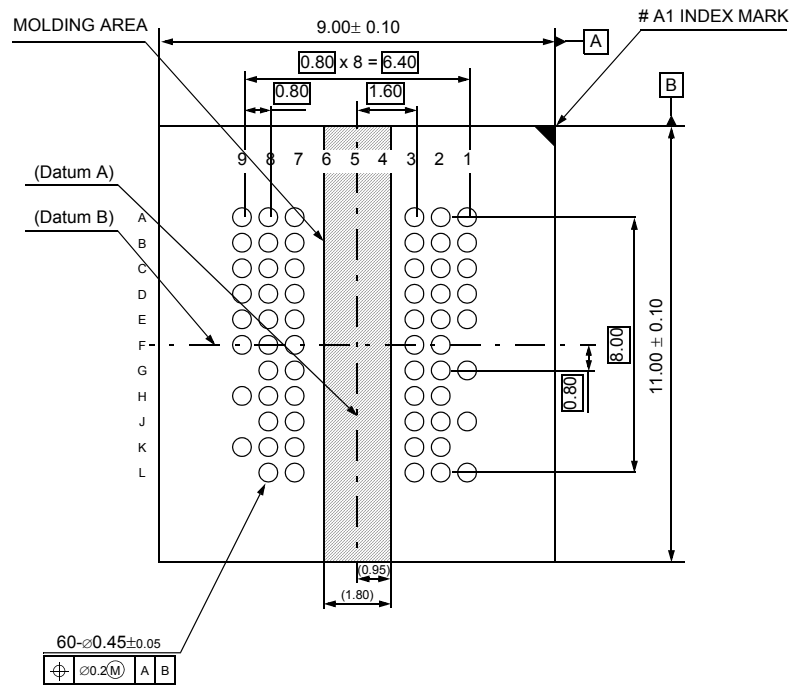 MOLDING AREA
9.00± 0.10
# A1 INDEX MARK
A
0.80 x 8 = 6.40
0.80
1.60
B
9 8 7 6 5 4 3 2 1
(Datum A)
(Datum B)
A
B
C
D
E
F
G
H
J
K
L
8.00
0.80
11.00 ± 0.10
(0.95)
(1.80)
60-⌀0.45±0.05
⌖ ⌀0.2Ⓜ A B